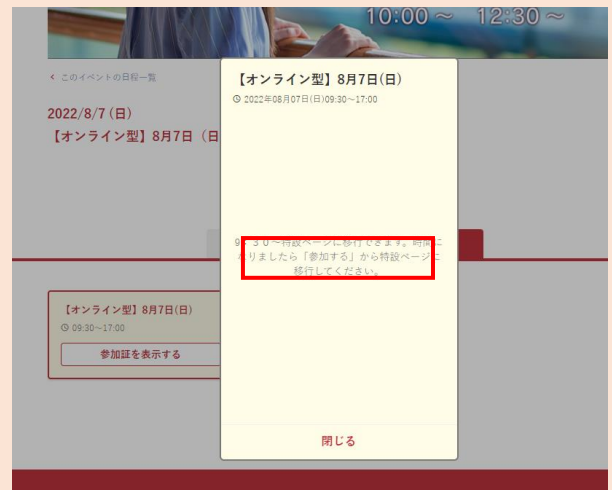 10:00～ 12:30～
< このイベントの日程一覧
2022/8/7 (日)
【オンライン型】8月7日（日
【オンライン型】8月7日(日)
2022年08月07日(日)09:30～17:00
9：３０～特設ページに移行できます。時間に
なりましたら「参加する」から特設ページに
移行してください。
【オンライン型】8月7日(日)
09:30～17:00
参加証を表示する
閉じる